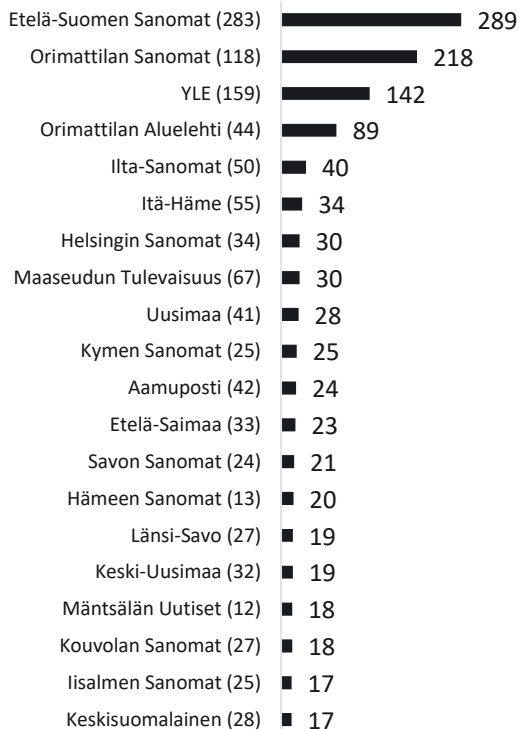 Etelä-Suomen Sanomat (283) 289
Orimattilan Sanomat (118) 218
YLE (159) 142
Orimattilan Aluelehti (44) 89
Ilta-Sanomat (50) 40
Itä-Häme (55) 34
Helsingin Sanomat (34) 30
Maaseudun Tulevaisuus (67) 30
Uusimaa (41) 28
Kymen Sanomat (25) 25
Aamuposti (42) 24
Etelä-Saimaa (33) 23
Savon Sanomat (24) 21
Hämeen Sanomat (13) 20
Länsi-Savo (27) 19
Keski-Uusimaa (32) 19
Mäntsälän Uutiset (12) 18
Kouvolan Sanomat (27) 18
Iisalmen Sanomat (25) 17
Keskisuomalainen (28) 17